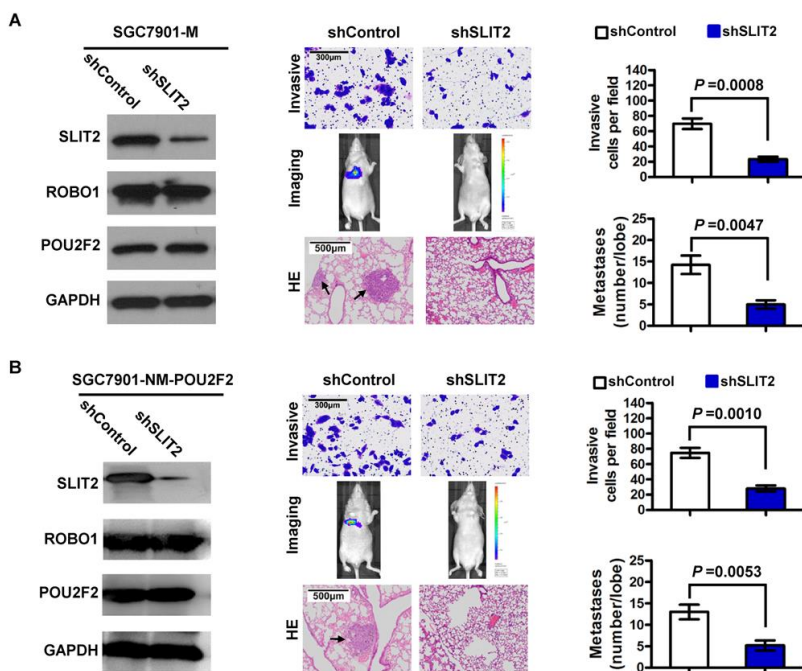 A
SGC7901-M
shControl
shSLIT2
SLIT2
ROBO1
POU2F2
GAPDH
shControl shSLIT2
Invasive
300μm
Imaging
HE
500μm
shControl shSLIT2
Invasive
cells per field
140
120
100
80
60
40
20
0
P =0.0008
Metastases
(number/lobe)
25
20
15
10
5
0
P =0.0047
B
SGC7901-NM-POU2F2
shControl
shSLIT2
SLIT2
ROBO1
POU2F2
GAPDH
shControl shSLIT2
Invasive
300μm
Imaging
HE
500μm
shControl shSLIT2
Invasive
cells per field
140
120
100
80
60
40
20
0
P =0.0010
Metastases
(number/lobe)
25
20
15
10
5
0
P =0.0053